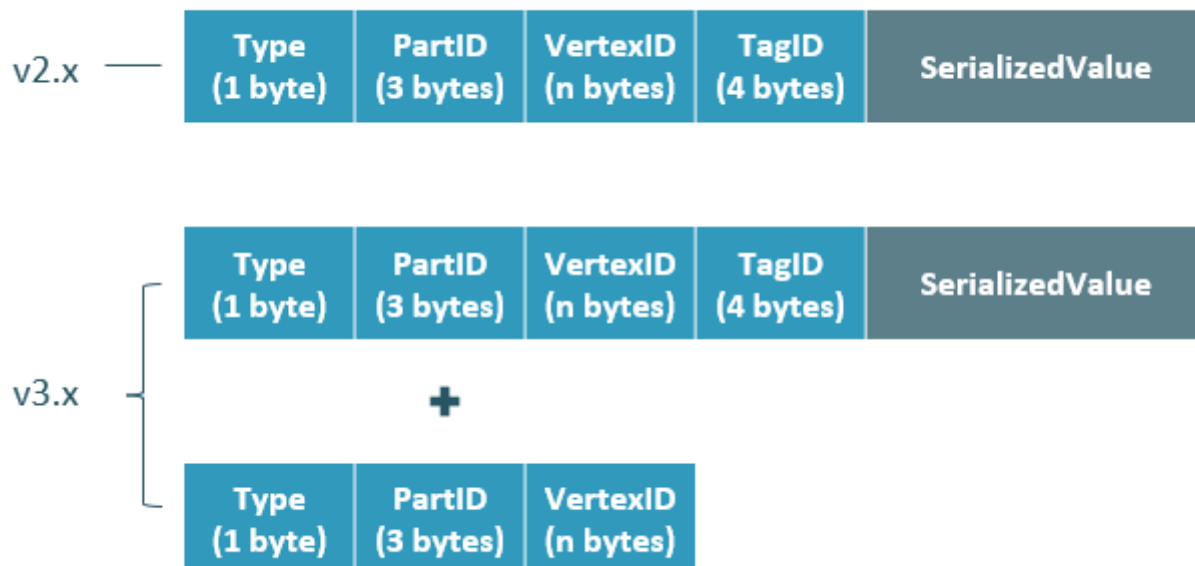 v2.x
Type
(1 byte)
PartID
(3 bytes)
VertexID
(n bytes)
TagID
(4 bytes)
SerializedValue
v3.x
Type
(1 byte)
PartID
(3 bytes)
VertexID
(n bytes)
TagID
(4 bytes)
SerializedValue
+
Type
(1 byte)
PartID
(3 bytes)
VertexID
(n bytes)